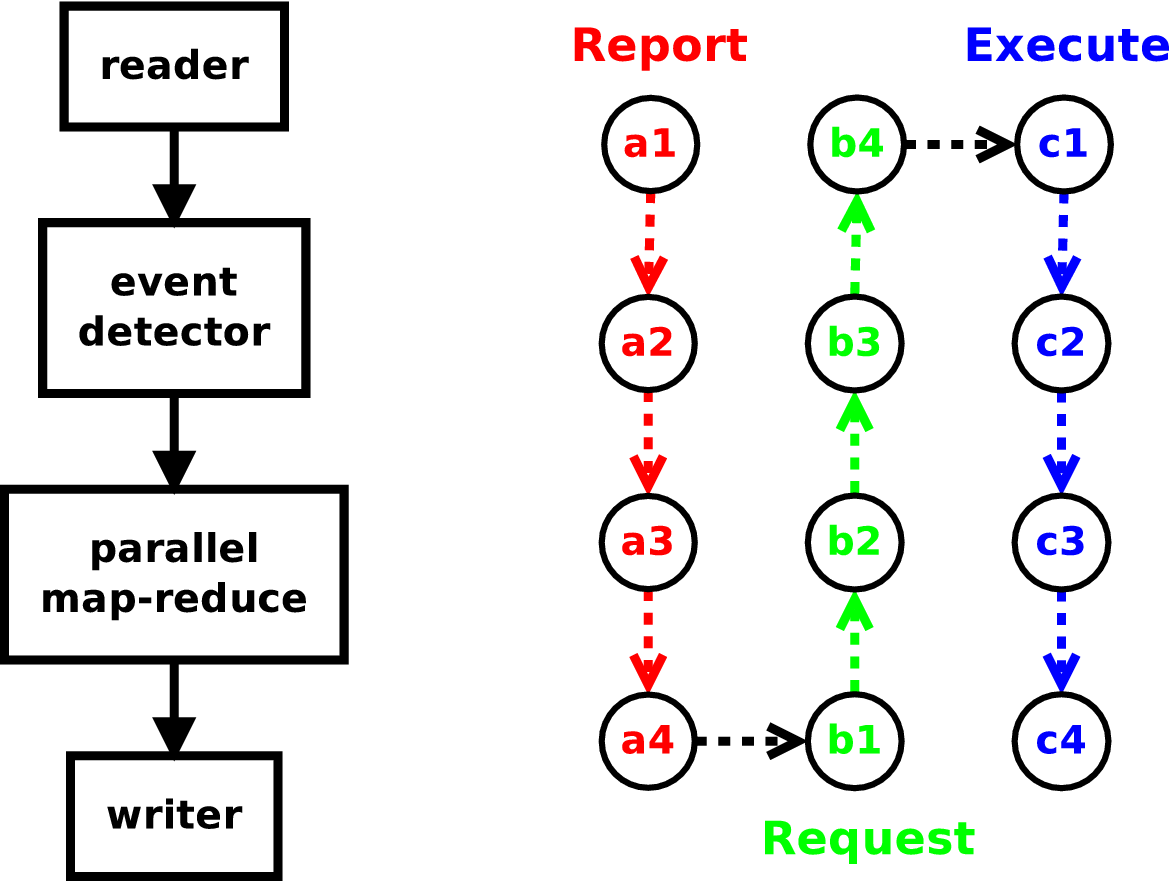 reader
event
detector
parallel
map-reduce
writer
Report
Execute
a1
b4
c1
a2
b3
c2
a3
b2
c3
a4
b1
c4
Request